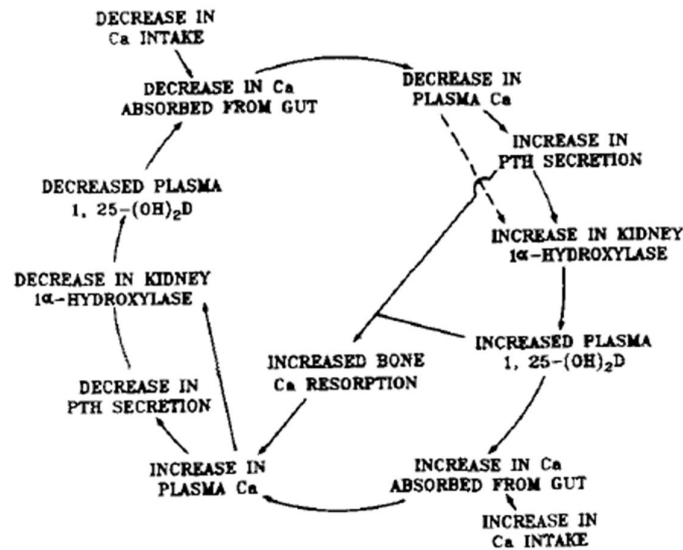 DECREASE IN
Ca INTAKE
DECREASE IN Ca
ABSORBED FROM GUT
DECREASE IN
PLASMA Ca
INCREASE IN
PTH SECRETION
DECREASED PLASMA
1, 25-(OH)₂D
INCREASE IN KIDNEY
1α-HYDROXYLASE
DECREASE IN KIDNEY
1α-HYDROXYLASE
INCREASED BONE
Ca RESORPTION
INCREASED PLASMA
1, 25-(OH)₂D
DECREASE IN
PTH SECRETION
INCREASE IN
PLASMA Ca
INCREASE IN Ca
ABSORBED FROM GUT
INCREASE IN
Ca INTAKE